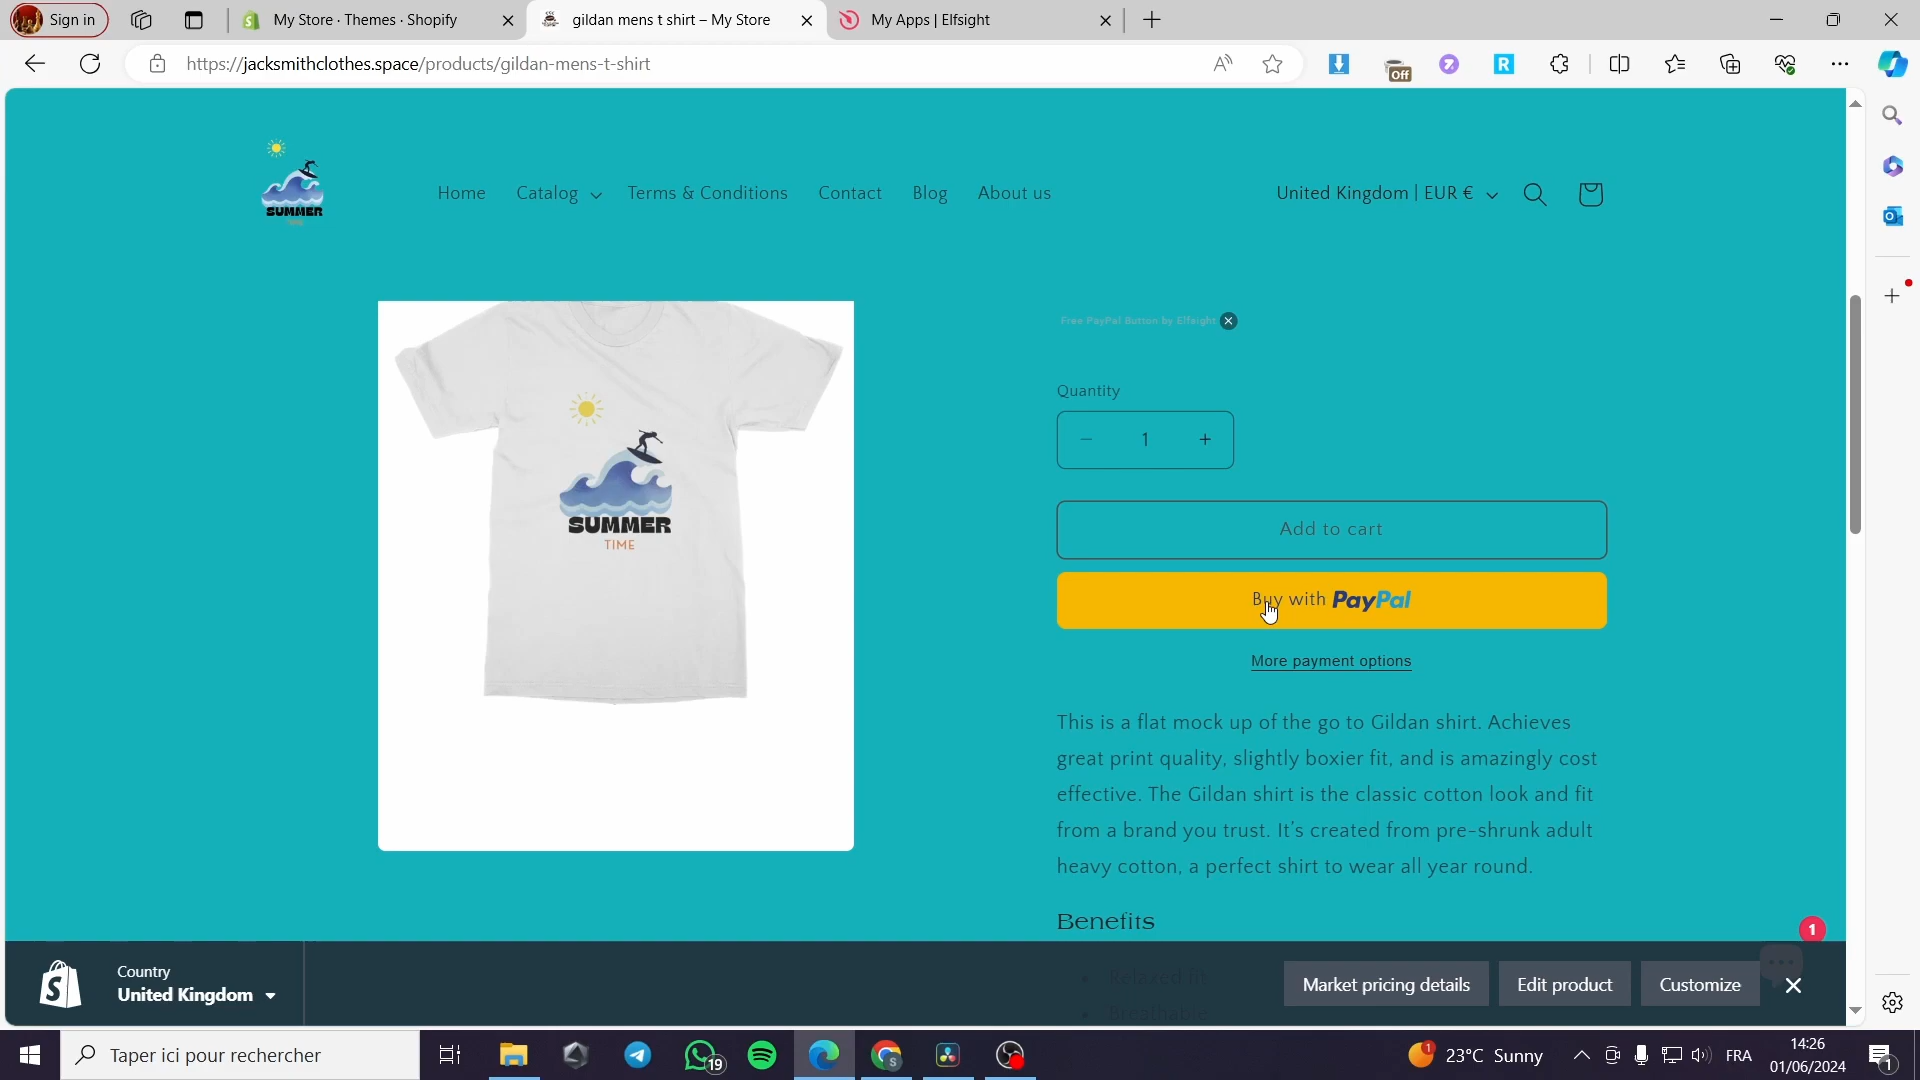 Sign in
My Store · Themes · Shopify
gildan mens t shirt – My Store
My Apps | Elfsight
https://jacksmithclothes.space/products/gildan-mens-t-shirt
Off
SUMMER
Home
Catalog
Terms & Conditions
Contact
Blog
About us
United Kingdom | EUR €
Free PayPal Button by Elfsight
Quantity
− 1 +
SUMMER
TIME
Add to cart
Buy with PayPal
More payment options
This is a flat mock up of the go to Gildan shirt. Achieves
great print quality, slightly boxier fit, and is amazingly cost
effective. The Gildan shirt is the classic cotton look and fit
from a brand you trust. It's created from pre-shrunk adult
heavy cotton, a perfect shirt to wear all year round.
Benefits
Relaxed fit
Breathable
1
Country
United Kingdom
Market pricing details
Edit product
Customize
Taper ici pour rechercher
19
1
23°C Sunny
FRA
14:26
01/06/2024
1